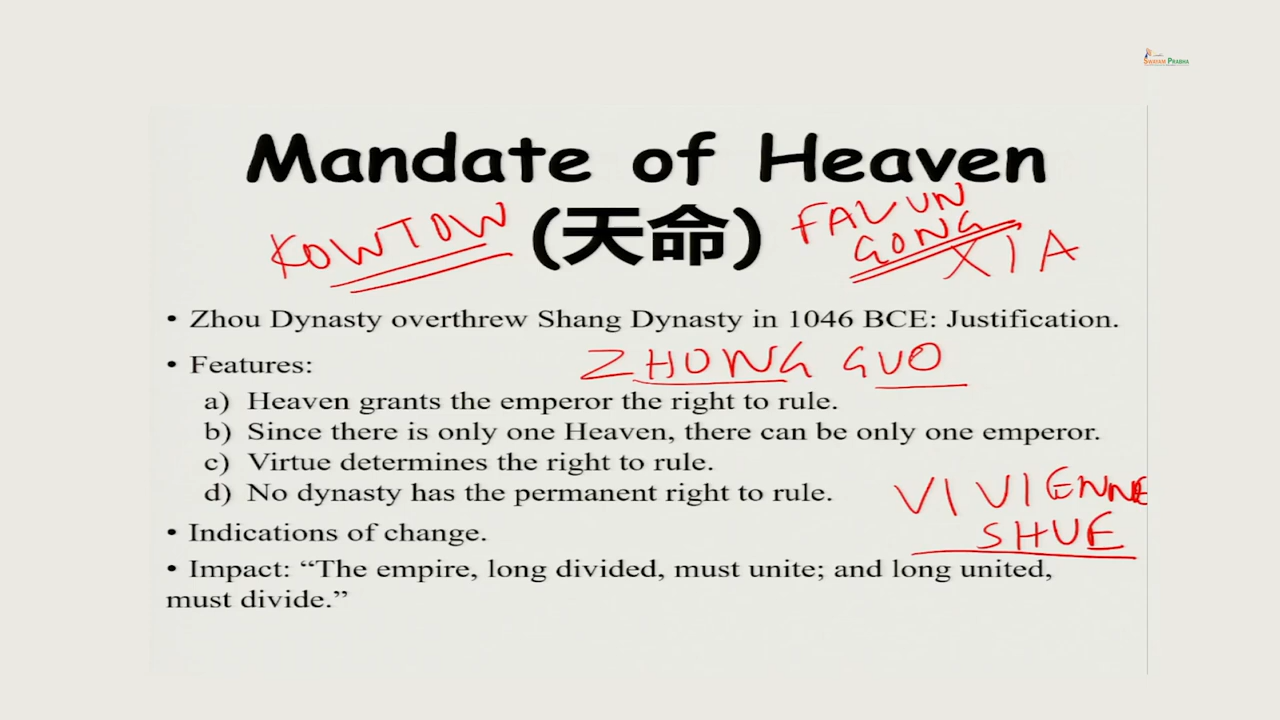 SWAYAM PRABHA
Mandate of Heaven
(天命)
KOWTOW
FALUN
GONG
XIA
• Zhou Dynasty overthrew Shang Dynasty in 1046 BCE: Justification.
• Features:
ZHONG GUO
a) Heaven grants the emperor the right to rule.
b) Since there is only one Heaven, there can be only one emperor.
c) Virtue determines the right to rule.
d) No dynasty has the permanent right to rule.
VIVIENNE
SHUE
• Indications of change.
• Impact: “The empire, long divided, must unite; and long united,
must divide.”